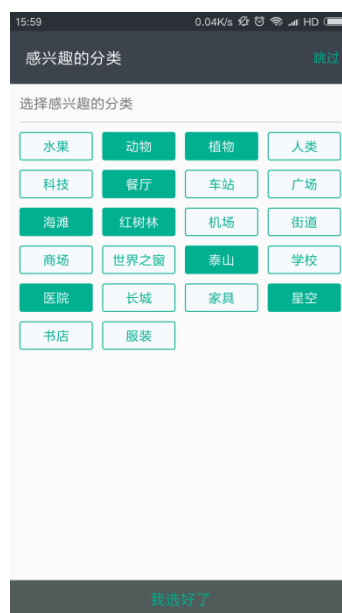 15:59 0.04K/s HD
感兴趣的分类 跳过
选择感兴趣的分类
水果 动物 植物 人类
科技 餐厅 车站 广场
海滩 红树林 机场 街道
商场 世界之窗 泰山 学校
医院 长城 家具 星空
书店 服装
我选好了